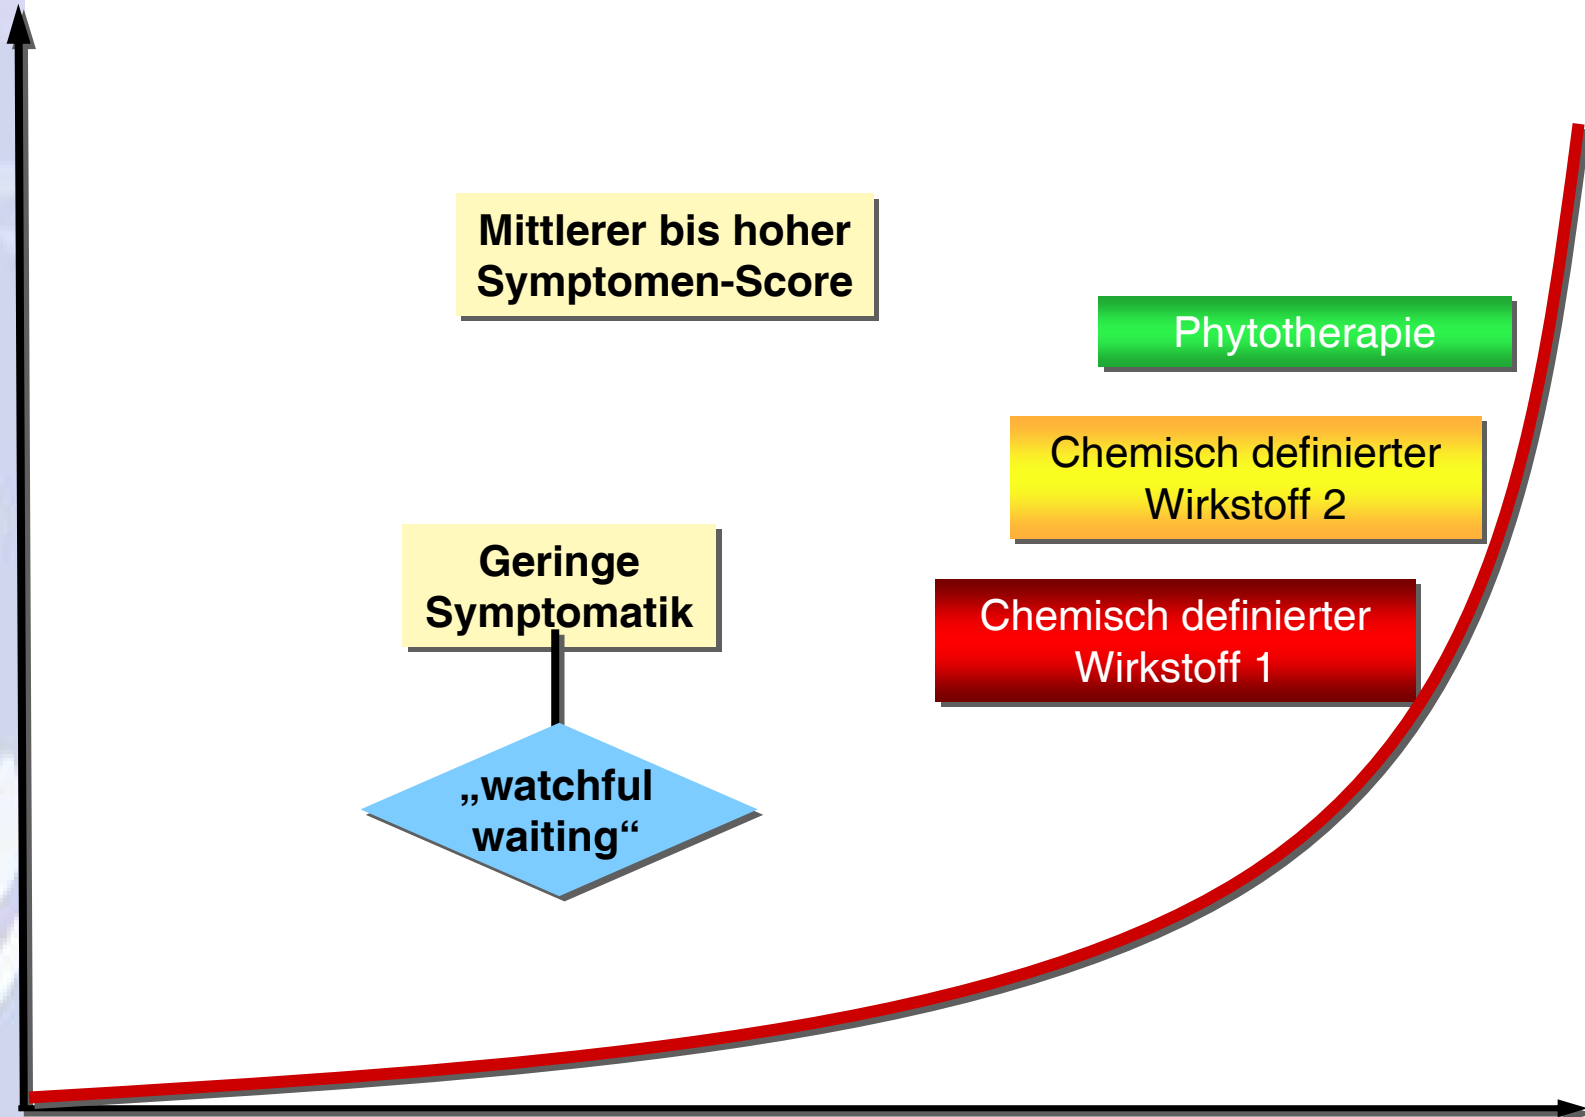 Mittlerer bis hoher
Symptomen-Score
Phytotherapie
Chemisch definierter
Wirkstoff 2
Geringe
Symptomatik
Chemisch definierter
Wirkstoff 1
„watchful
waiting“